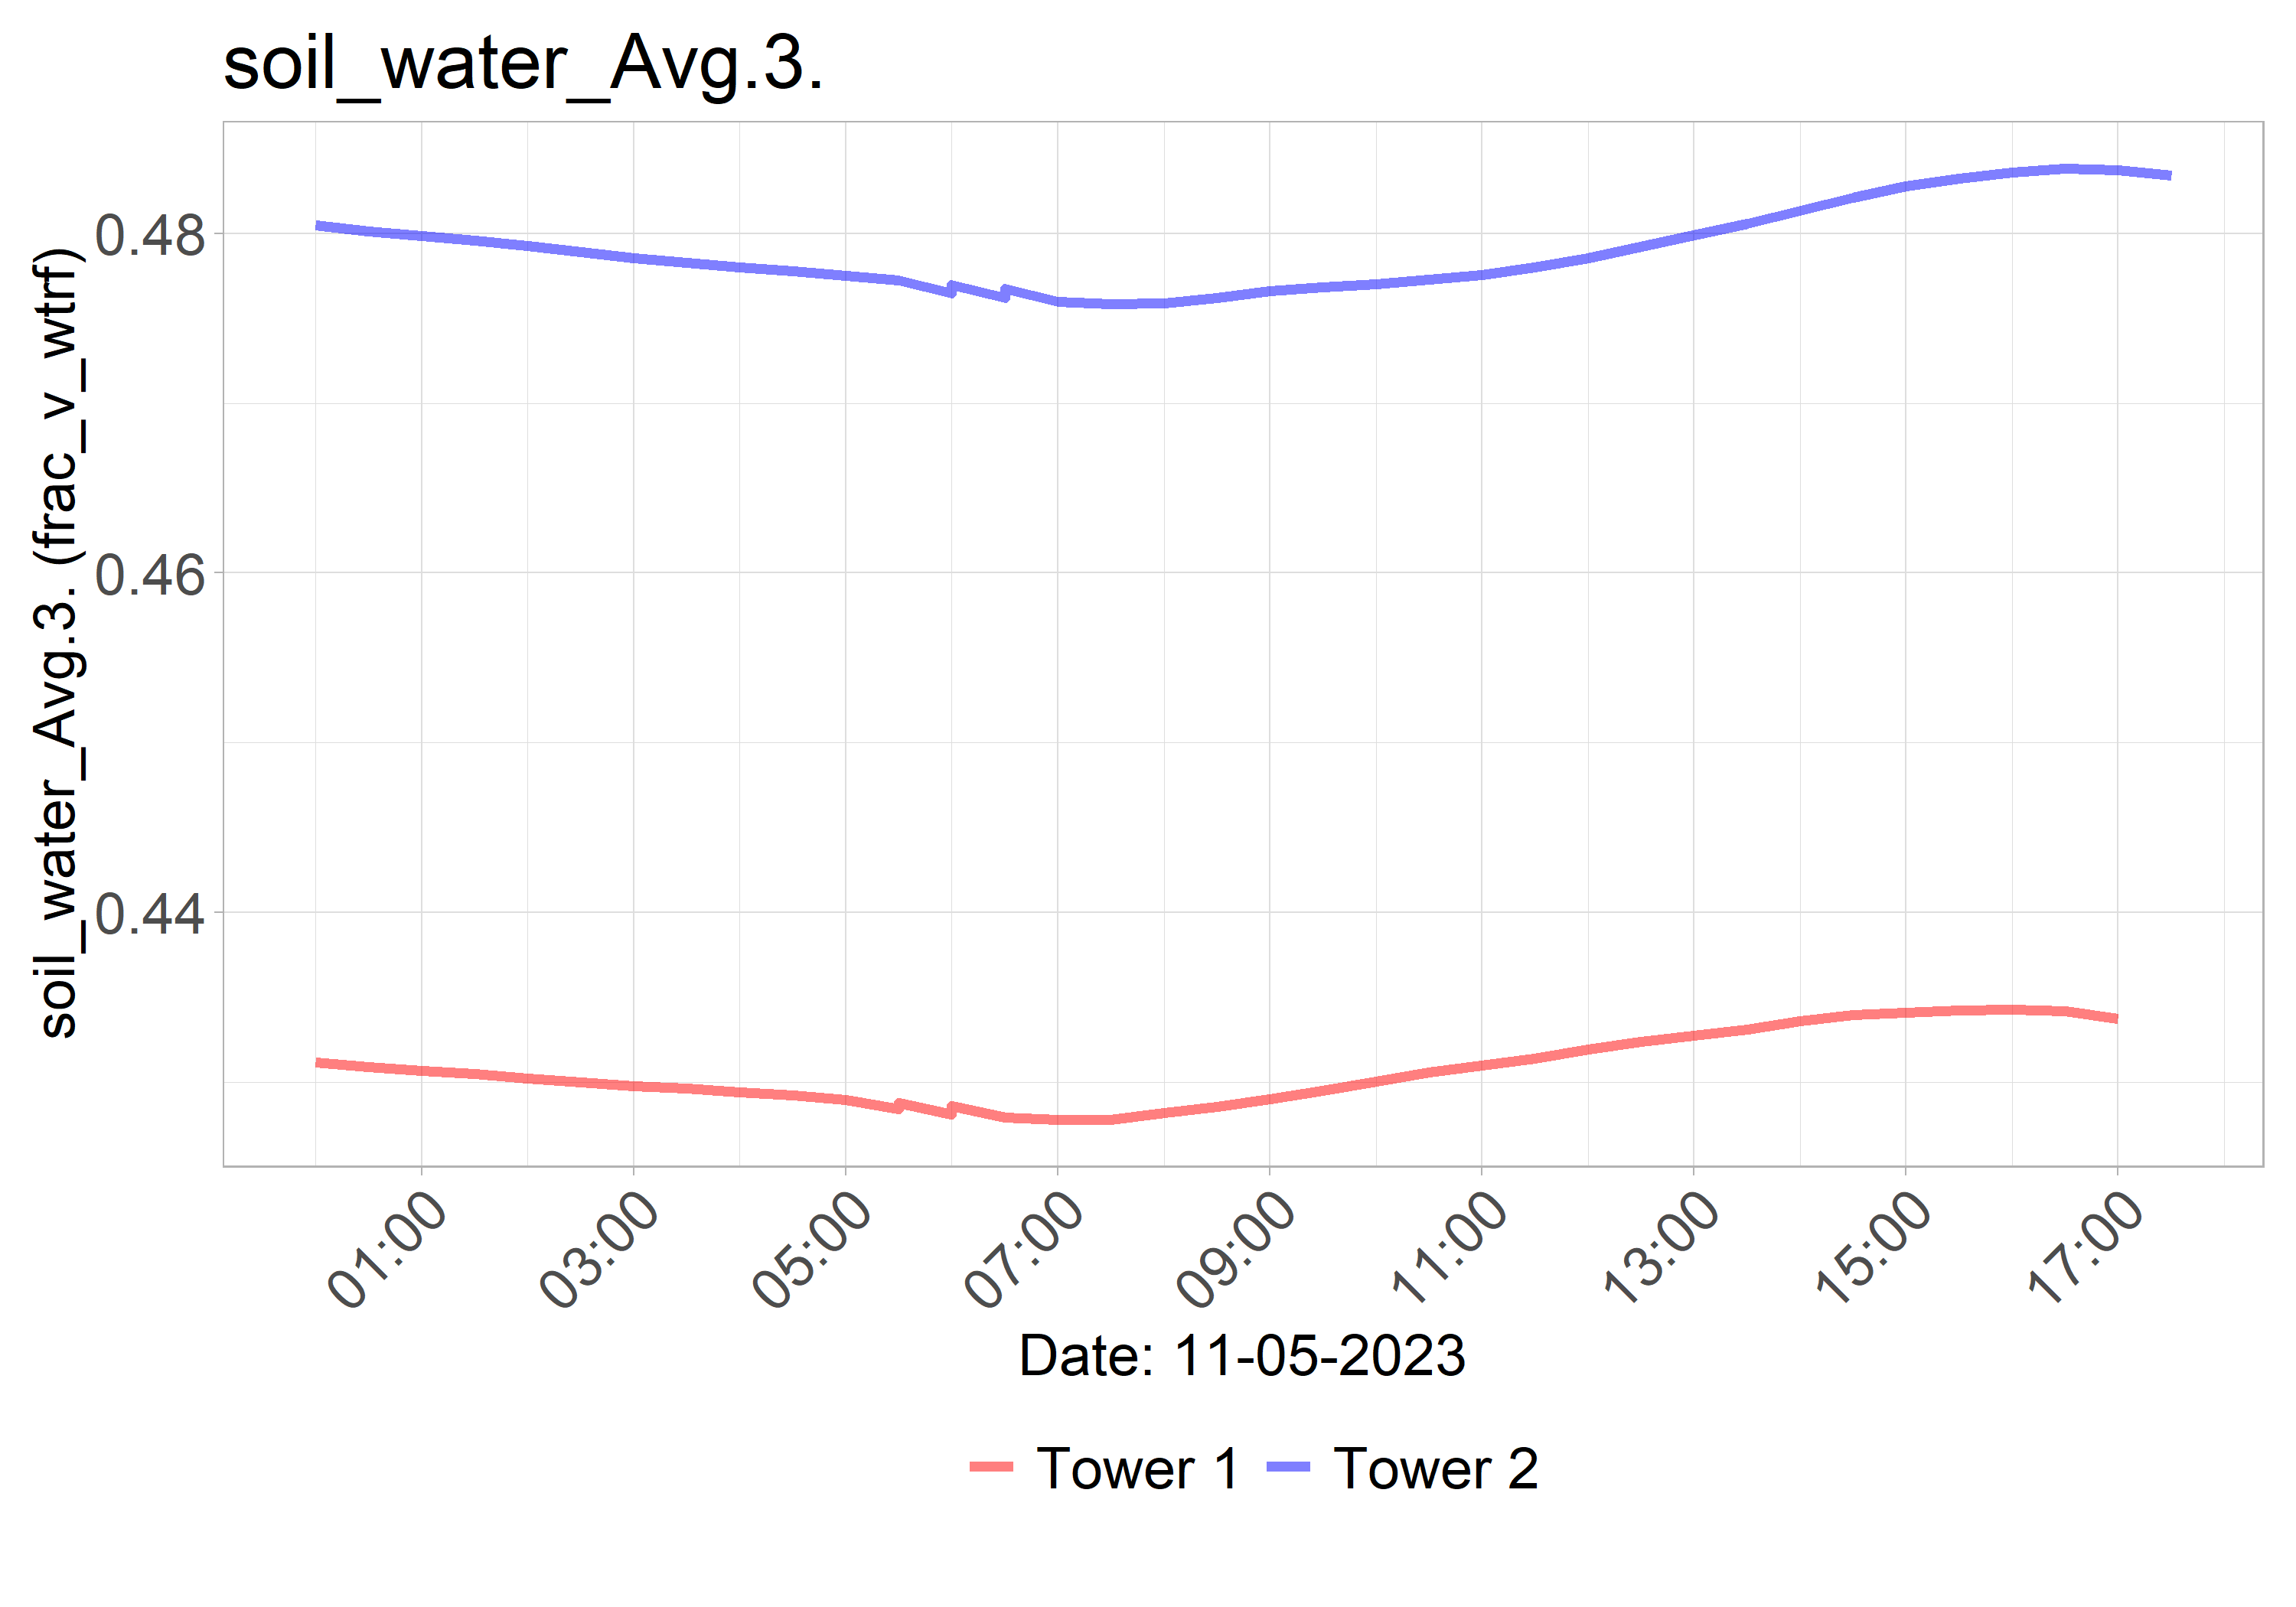 soil_water_Avg.3.
soil_water_Avg.3. (frac_v_wtrf)
0.48
0.46
0.44
01:00
03:00
05:00
07:00
09:00
11:00
13:00
15:00
17:00
Date: 11-05-2023
Tower 1
Tower 2